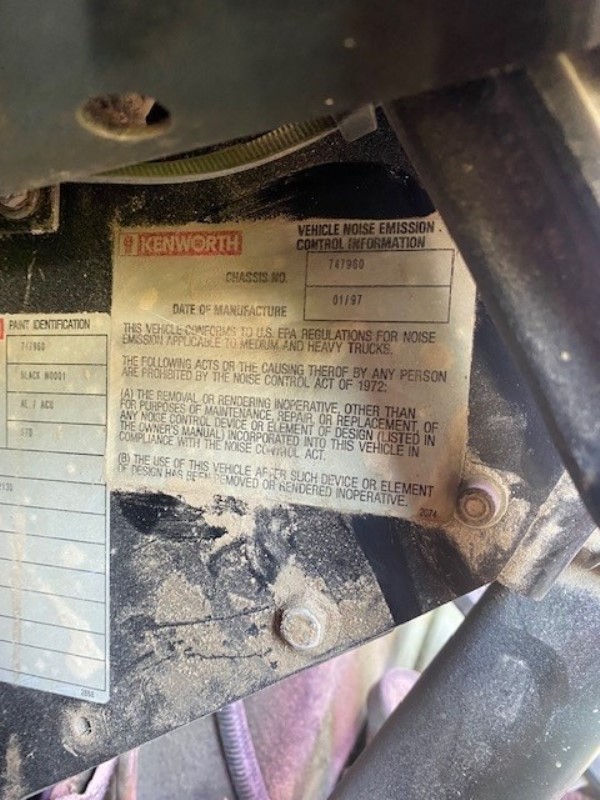 KENWORTH
VEHICLE NOISE EMISSION
CONTROL INFORMATION
CHASSIS NO.
747960
DATE OF MANUFACTURE
01/97
THIS VEHICLE CONFORMS TO U.S. EPA REGULATIONS FOR NOISE
EMISSION APPLICABLE TO MEDIUM AND HEAVY TRUCKS.
THE FOLLOWING ACTS OR THE CAUSING THEROF BY ANY PERSON
ARE PROHIBITED BY THE NOISE CONTROL ACT OF 1972:
(A) THE REMOVAL OR RENDERING INOPERATIVE, OTHER THAN
FOR PURPOSES OF MAINTENANCE, REPAIR, OR REPLACEMENT, OF
ANY NOISE CONTROL DEVICE OR ELEMENT OF DESIGN (LISTED IN
THE OWNERS MANUAL) INCORPORATED INTO THIS VEHICLE IN
COMPLIANCE WITH THE NOISE CONTROL ACT.
(B) THE USE OF THIS VEHICLE AFTER SUCH DEVICE OR ELEMENT
OF DESIGN HAS BEEN REMOVED OR RENDERED INOPERATIVE.
2074
PAINT IDENTIFICATION
747960
BLACK N0001